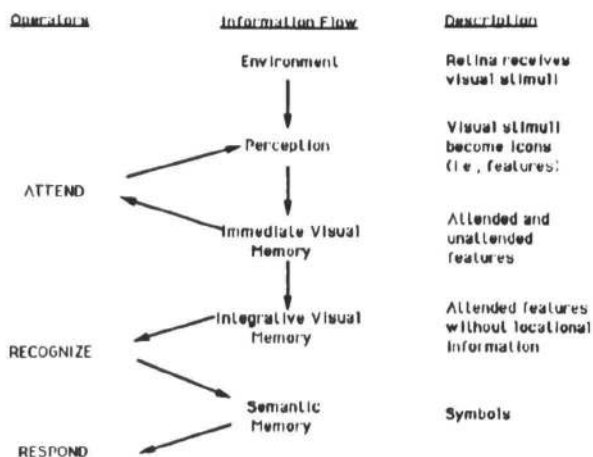 Operators Information Flow Description
Environment Retina receives
visual stimuli
Perception Visual stimuli
become icons
(i.e., features)
ATTEND
Immediate Visual
Memory
Attended and
unattended
features
Integrative Visual
Memory
Attended features
without locational
information
RECOGNIZE
Semantic
Memory
Symbols
RESPOND